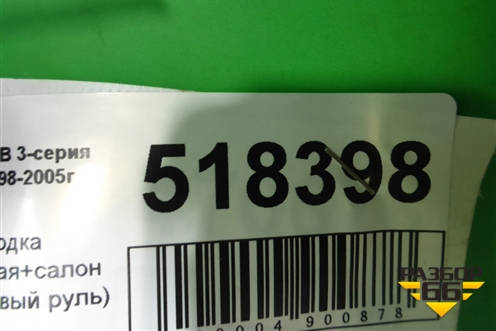 В 3-серия
98-2005г
518398
одка
ая+салон
вый руль)
0004 900878
РАЗБОР
66